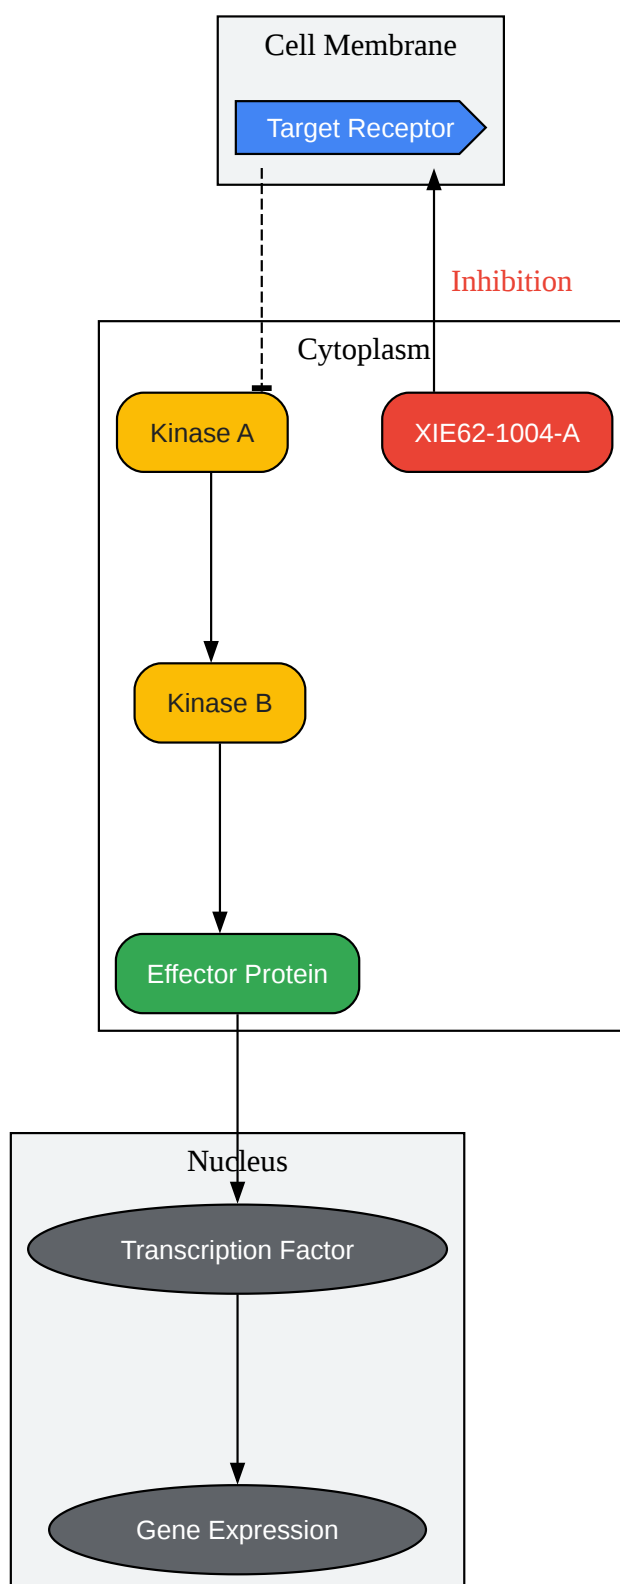 Cell Membrane
Target Receptor
Inhibition
Cytoplasm
Kinase A
XIE62-1004-A
Kinase B
Effector Protein
Nucleus
Transcription Factor
Gene Expression